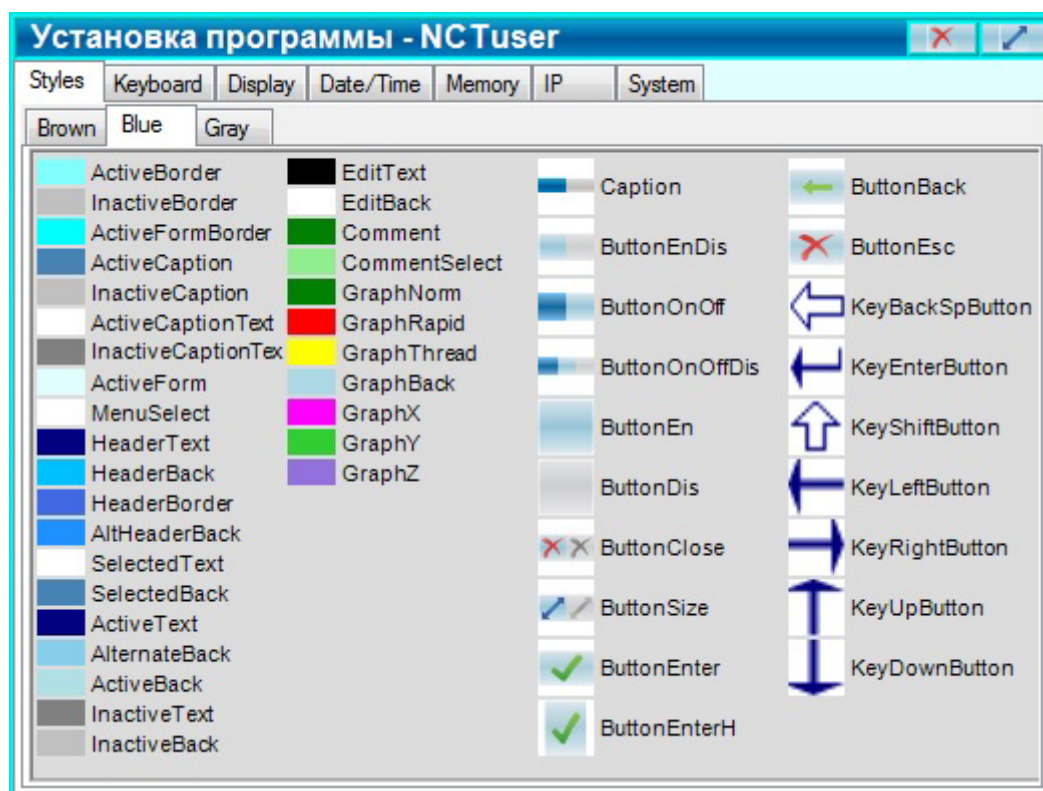 Установка программы - NCTuser
Styles Keyboard Display Date/Time Memory IP System
Brown Blue Gray
ActiveBorder
InactiveBorder
ActiveFormBorder
ActiveCaption
InactiveCaption
ActiveCaptionText
InactiveCaptionTex
ActiveForm
MenuSelect
HeaderText
HeaderBack
HeaderBorder
AltHeaderBack
SelectedText
SelectedBack
ActiveText
AlternateBack
ActiveBack
InactiveText
InactiveBack
EditText
EditBack
Comment
CommentSelect
GraphNorm
GraphRapid
GraphThread
GraphBack
GraphX
GraphY
GraphZ
Caption
ButtonEnDis
ButtonOnOff
ButtonOnOffDis
ButtonEn
ButtonDis
ButtonClose
ButtonSize
ButtonEnter
ButtonEnterH
ButtonBack
ButtonEsc
KeyBackSpButton
KeyEnterButton
KeyShiftButton
KeyLeftButton
KeyRightButton
KeyUpButton
KeyDownButton